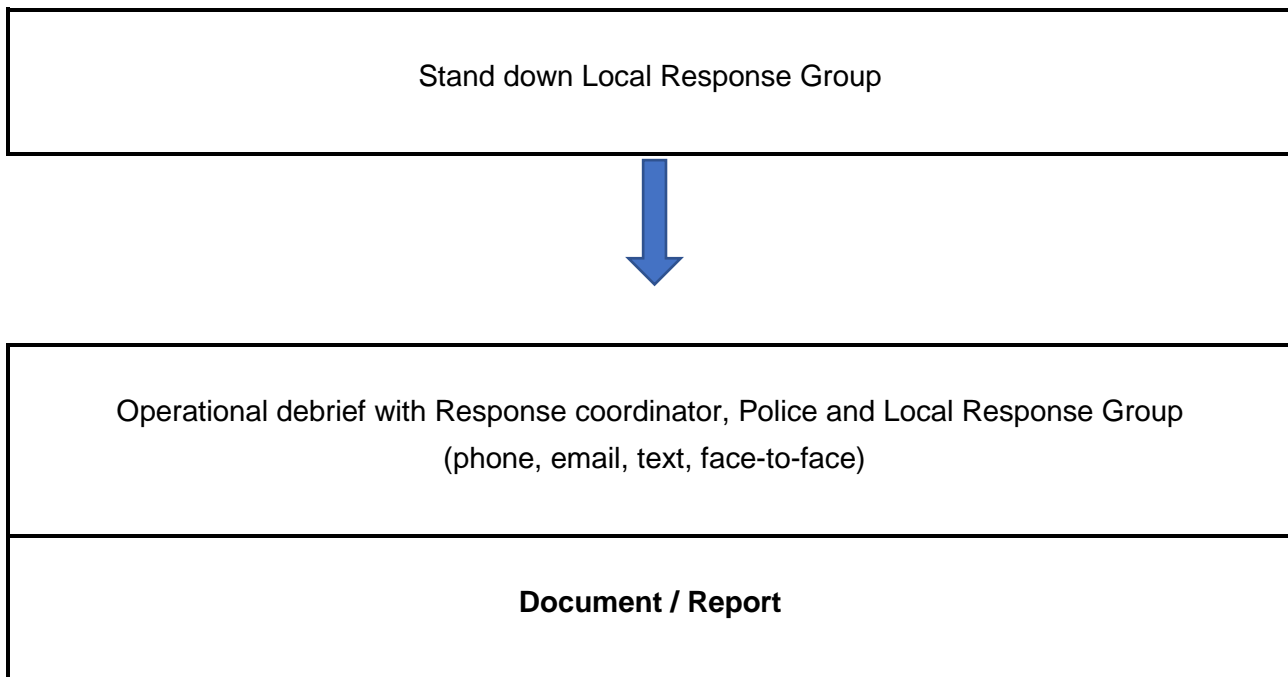 Stand down Local Response Group
Operational debrief with Response coordinator, Police and Local Response Group
(phone, email, text, face-to-face)
Document / Report